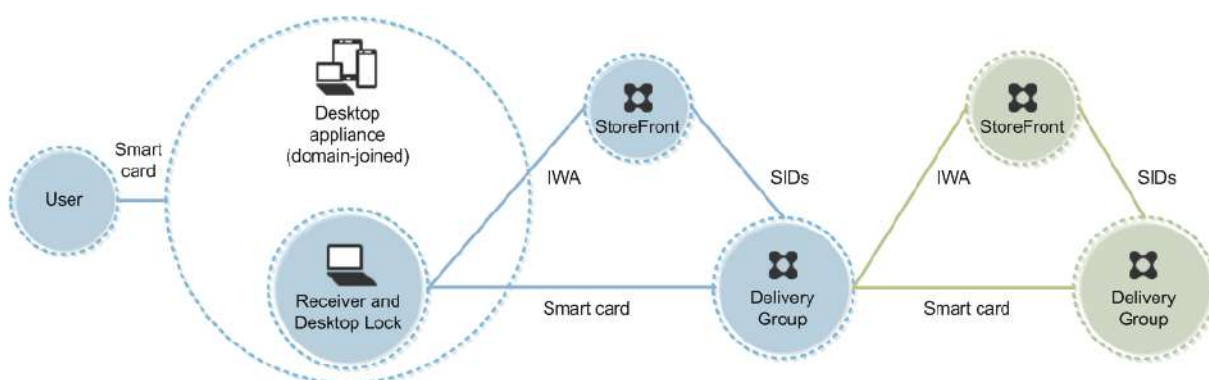 User
Smart
card
Desktop
appliance
(domain-joined)
Receiver and
Desktop Lock
IWA
StoreFront
SIDs
Smart card
Delivery
Group
IWA
StoreFront
SIDs
Smart card
Delivery
Group